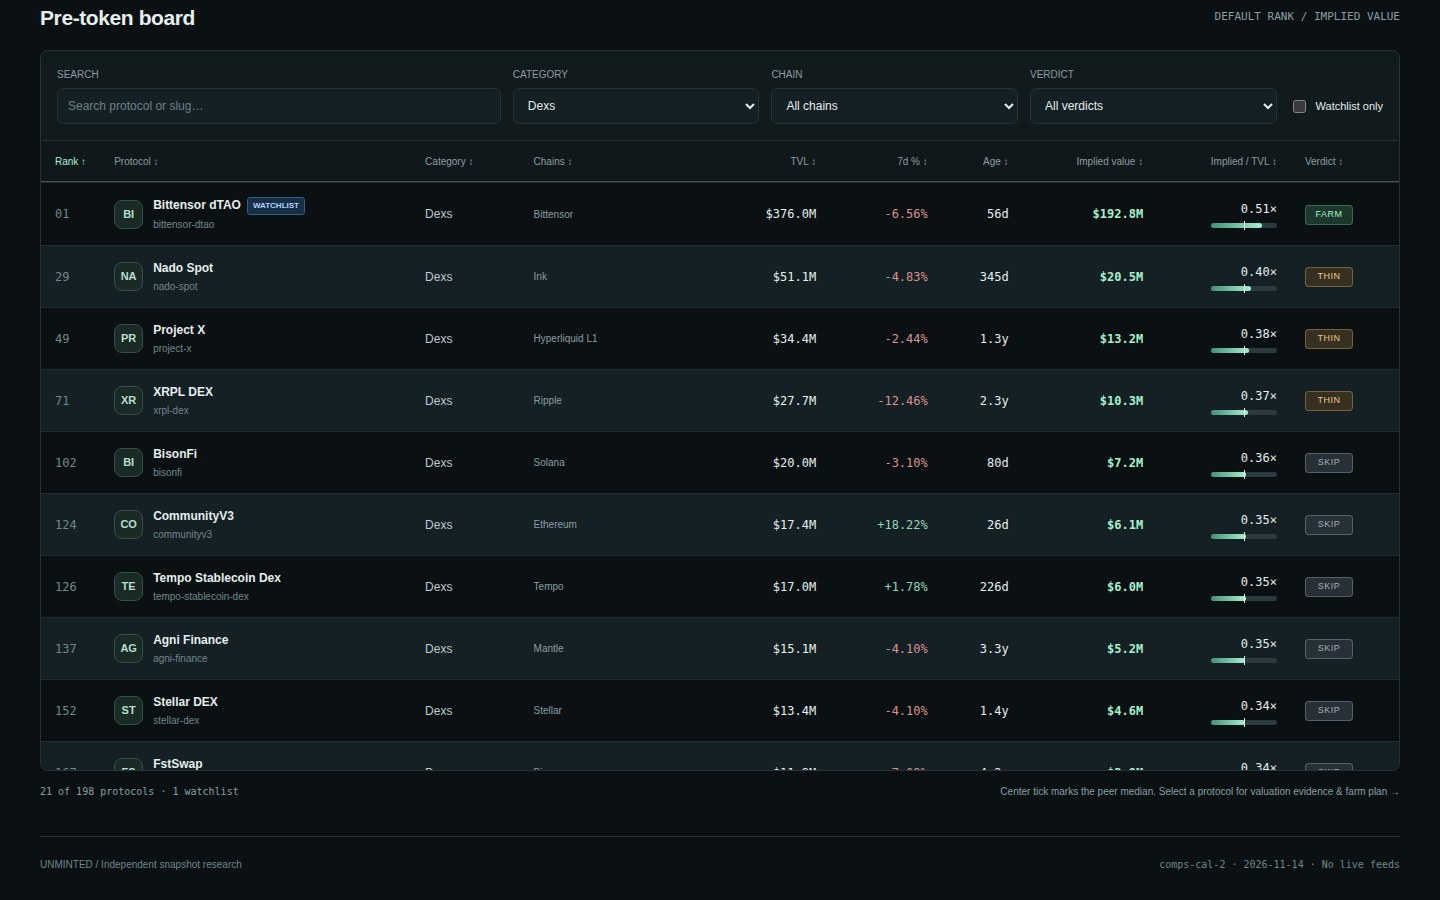 Pre-token board
DEFAULT RANK / IMPLIED VALUE
SEARCH CATEGORY CHAIN VERDICT
Search protocol or slug… Dexs All chains All verdicts Watchlist only
Rank ↑ Protocol ↕ Category ↕ Chains ↕ TVL ↕ 7d % ↕ Age ↕ Implied value ↕ Implied / TVL ↕ Verdict ↕
01 BI Bittensor dTAO WATCHLIST bittensor-dtao Dexs Bittensor $376.0M -6.56% 56d $192.8M 0.51× FARM
29 NA Nado Spot nado-spot Dexs Ink $51.1M -4.83% 345d $20.5M 0.40× THIN
49 PR Project X project-x Dexs Hyperliquid L1 $34.4M -2.44% 1.3y $13.2M 0.38× THIN
71 XR XRPL DEX xrpl-dex Dexs Ripple $27.7M -12.46% 2.3y $10.3M 0.37× THIN
102 BI BisonFi bisonfi Dexs Solana $20.0M -3.10% 80d $7.2M 0.36× SKIP
124 CO CommunityV3 communityv3 Dexs Ethereum $17.4M +18.22% 26d $6.1M 0.35× SKIP
126 TE Tempo Stablecoin Dex tempo-stablecoin-dex Dexs Tempo $17.0M +1.78% 226d $6.0M 0.35× SKIP
137 AG Agni Finance agni-finance Dexs Mantle $15.1M -4.10% 3.3y $5.2M 0.35× SKIP
152 ST Stellar DEX stellar-dex Dexs Stellar $13.4M -4.10% 1.4y $4.6M 0.34× SKIP
FstSwap 0.34×
21 of 198 protocols · 1 watchlist
Center tick marks the peer median. Select a protocol for valuation evidence & farm plan →
UNMINTED / Independent snapshot research
comps-cal-2 · 2026-11-14 · No live feeds